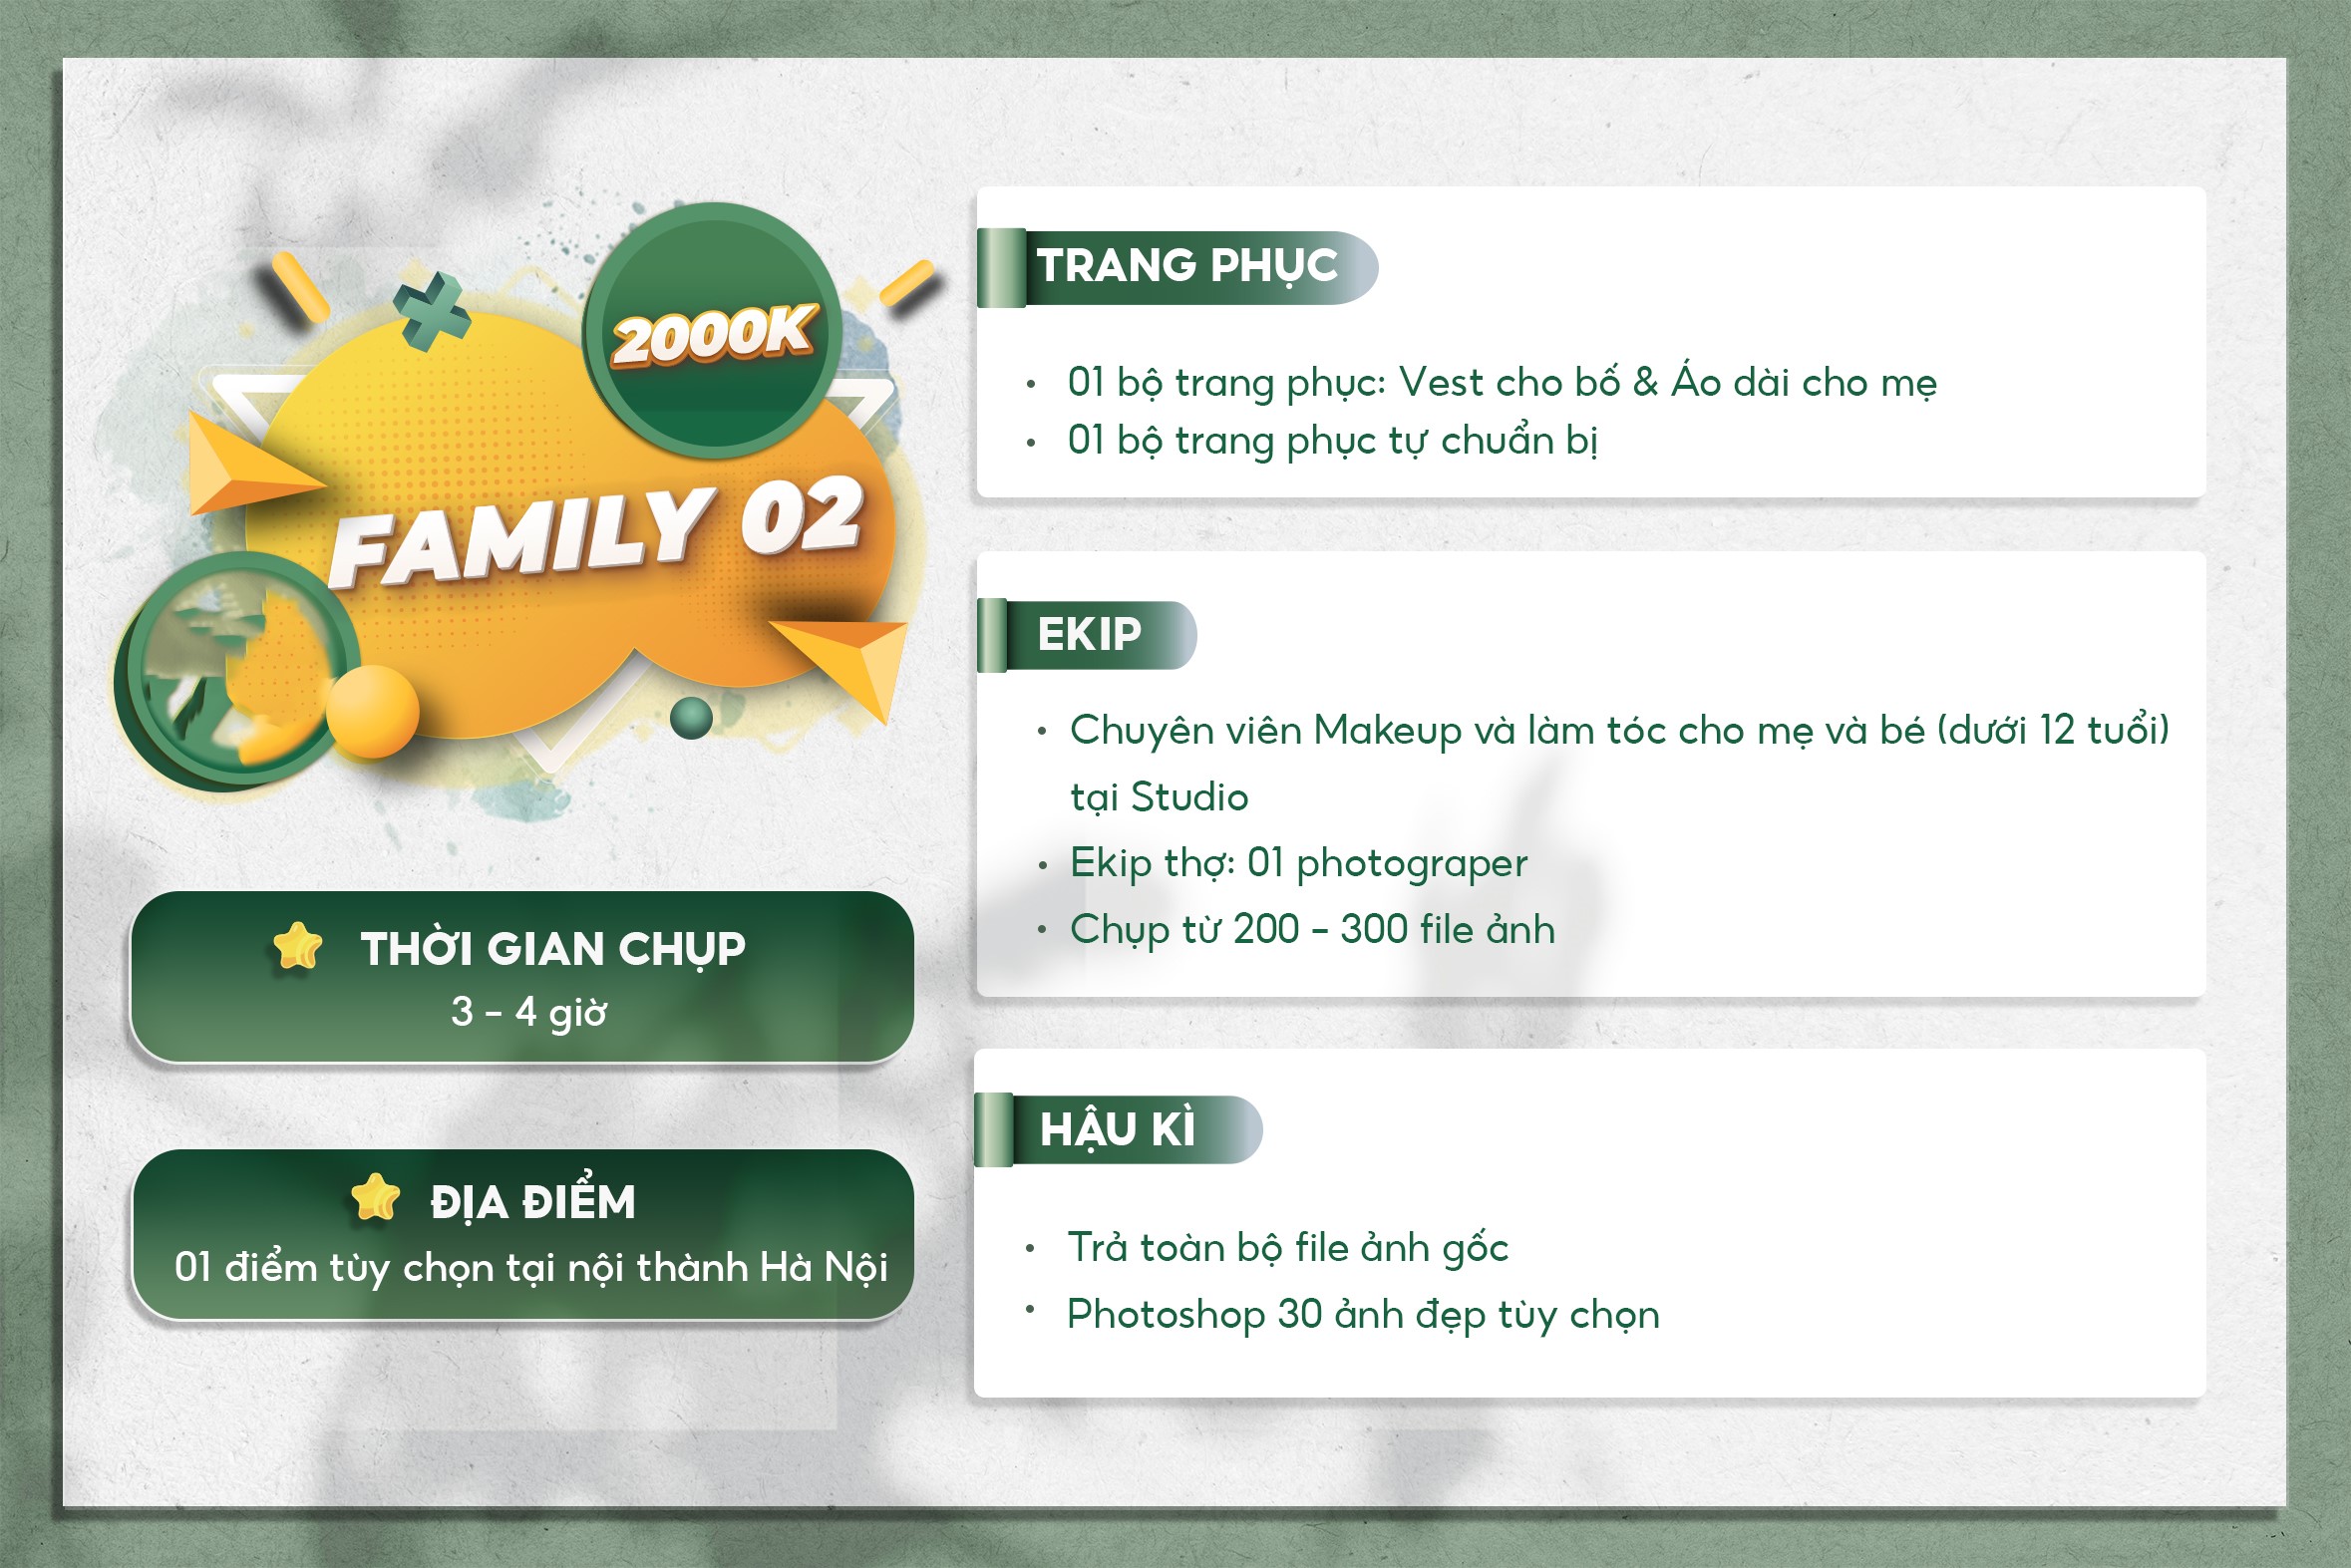 2000K
FAMILY 02
THỜI GIAN CHỤP
3 - 4 giờ
ĐỊA ĐIỂM
01 điểm tùy chọn tại nội thành Hà Nội
TRANG PHỤC
• 01 bộ trang phục: Vest cho bố & Áo dài cho mẹ
• 01 bộ trang phục tự chuẩn bị
EKIP
• Chuyên viên Makeup và làm tóc cho mẹ và bé (dưới 12 tuổi)
tại Studio
• Ekip thợ: 01 photograper
• Chụp từ 200 - 300 file ảnh
HẬU KÌ
• Trả toàn bộ file ảnh gốc
• Photoshop 30 ảnh đẹp tùy chọn